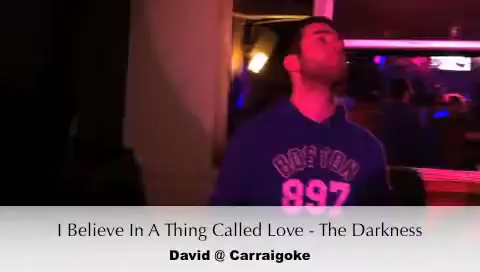 BOSTON
897
I Believe In A Thing Called Love - The Darkness
David @ Carraigoke